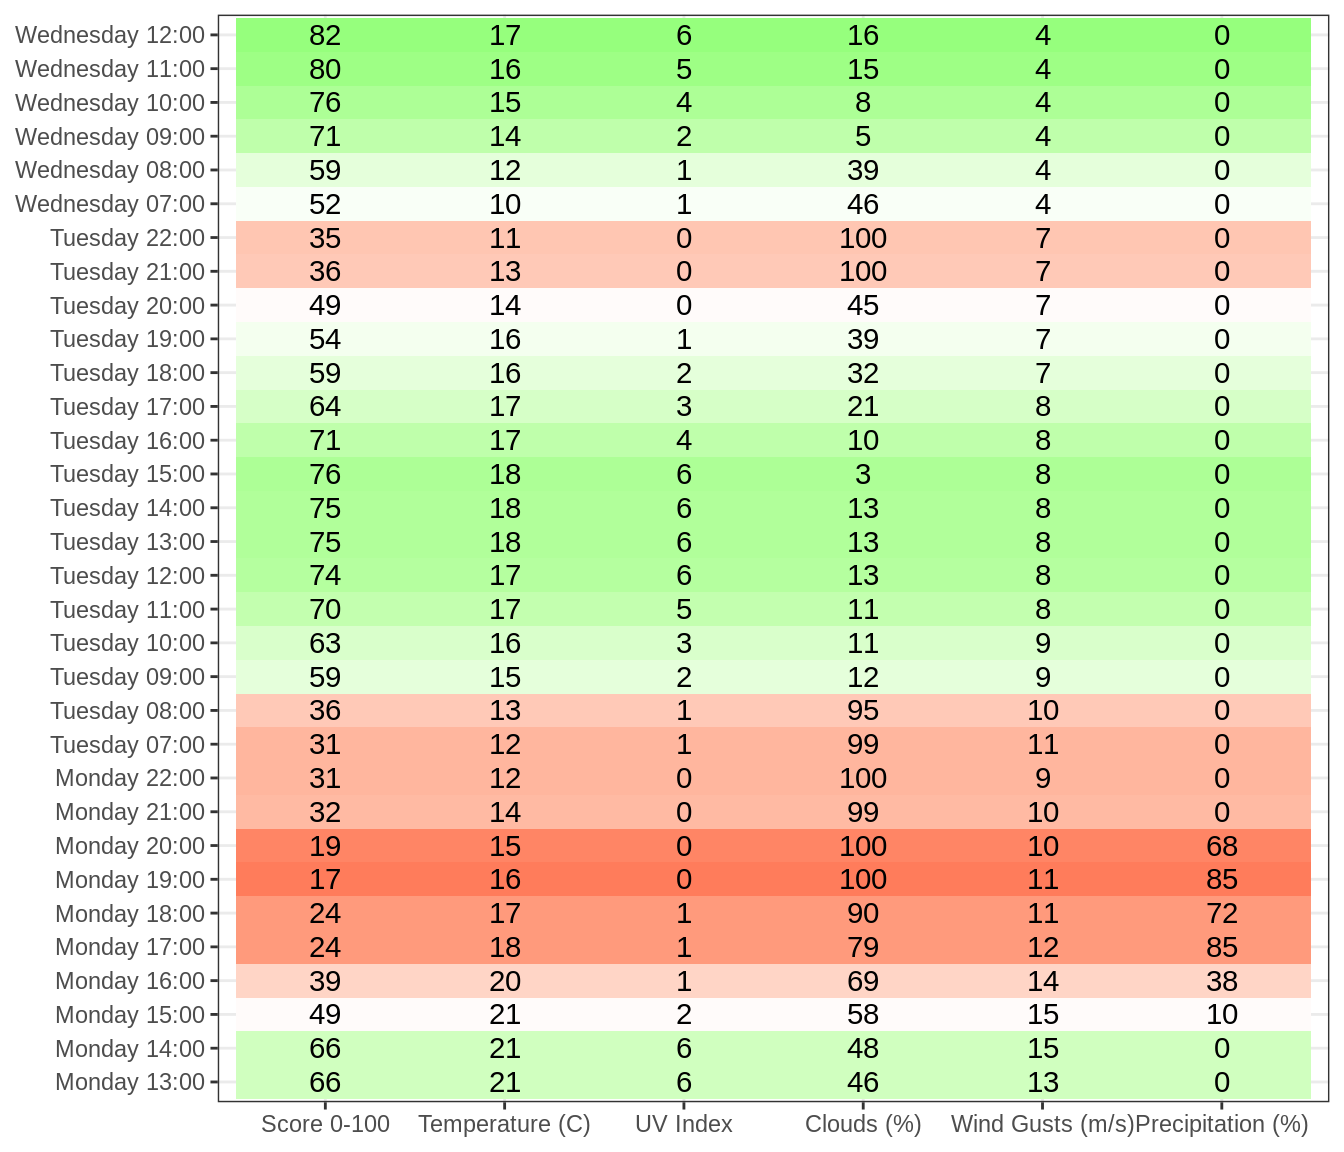 Wednesday 12:00 82 17 6 16 4 0
Wednesday 11:00 80 16 5 15 4 0
Wednesday 10:00 76 15 4 8 4 0
Wednesday 09:00 71 14 2 5 4 0
Wednesday 08:00 59 12 1 39 4 0
Wednesday 07:00 52 10 1 46 4 0
Tuesday 22:00 35 11 0 100 7 0
Tuesday 21:00 36 13 0 100 7 0
Tuesday 20:00 49 14 0 45 7 0
Tuesday 19:00 54 16 1 39 7 0
Tuesday 18:00 59 16 2 32 7 0
Tuesday 17:00 64 17 3 21 8 0
Tuesday 16:00 71 17 4 10 8 0
Tuesday 15:00 76 18 6 3 8 0
Tuesday 14:00 75 18 6 13 8 0
Tuesday 13:00 75 18 6 13 8 0
Tuesday 12:00 74 17 6 13 8 0
Tuesday 11:00 70 17 5 11 8 0
Tuesday 10:00 63 16 3 11 9 0
Tuesday 09:00 59 15 2 12 9 0
Tuesday 08:00 36 13 1 95 10 0
Tuesday 07:00 31 12 1 99 11 0
Monday 22:00 31 12 0 100 9 0
Monday 21:00 32 14 0 99 10 0
Monday 20:00 19 15 0 100 10 68
Monday 19:00 17 16 0 100 11 85
Monday 18:00 24 17 1 90 11 72
Monday 17:00 24 18 1 79 12 85
Monday 16:00 39 20 1 69 14 38
Monday 15:00 49 21 2 58 15 10
Monday 14:00 66 21 6 48 15 0
Monday 13:00 66 21 6 46 13 0
Score 0-100 Temperature (C) UV Index Clouds (%) Wind Gusts (m/s) Precipitation (%)